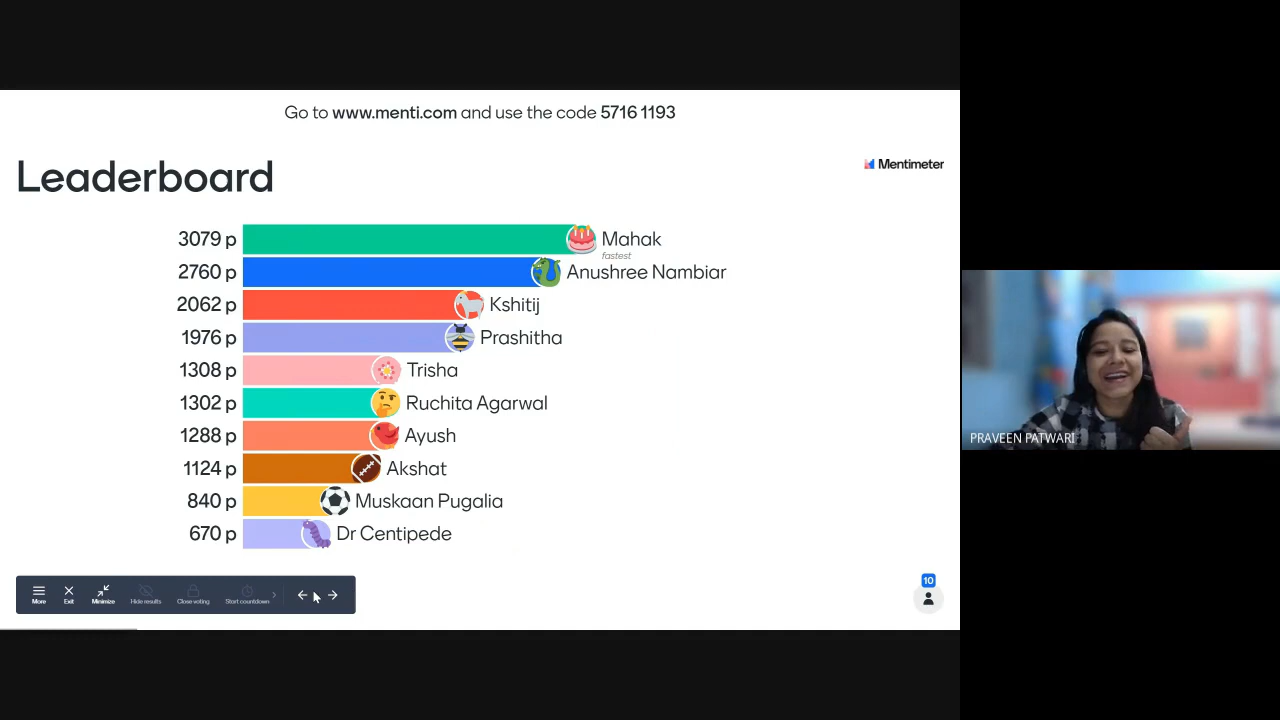 Go to www.menti.com and use the code 5716 1193
Leaderboard
Mentimeter
3079 p Mahak
fastest
2760 p Anushree Nambiar
2062 p Kshitij
1976 p Prashitha
1308 p Trisha
1302 p Ruchita Agarwal
1288 p Ayush
1124 p Akshat
840 p Muskaan Pugalia
670 p Dr Centipede
PRAVEEN PATWARI
10
More Exit Minimize Hide results Close voting Start countdown